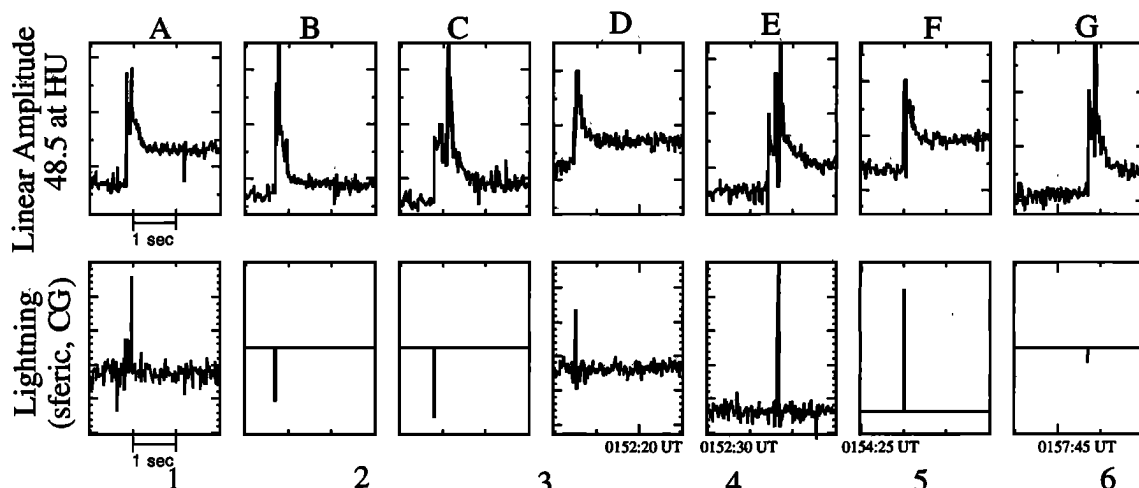 A B C D E F G
Linear Amplitude
48.5 at HU
1 sec
Lightning
(sferic, CG)
1 sec
0152:20 UT 0152:30 UT 0154:25 UT 0157:45 UT
1 2 3 4 5 6